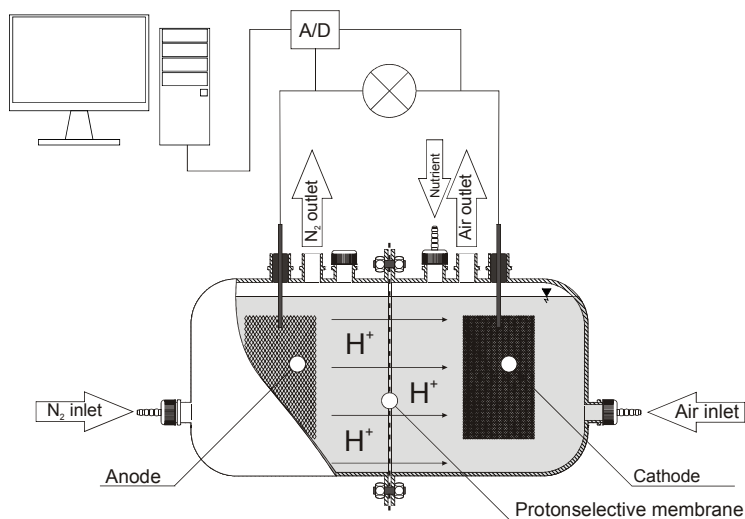 A/D
N₂ outlet
Nutrient
Air outlet
H⁺
H⁺
H⁺
N₂ inlet
Air inlet
Anode
Cathode
Protonselective membrane